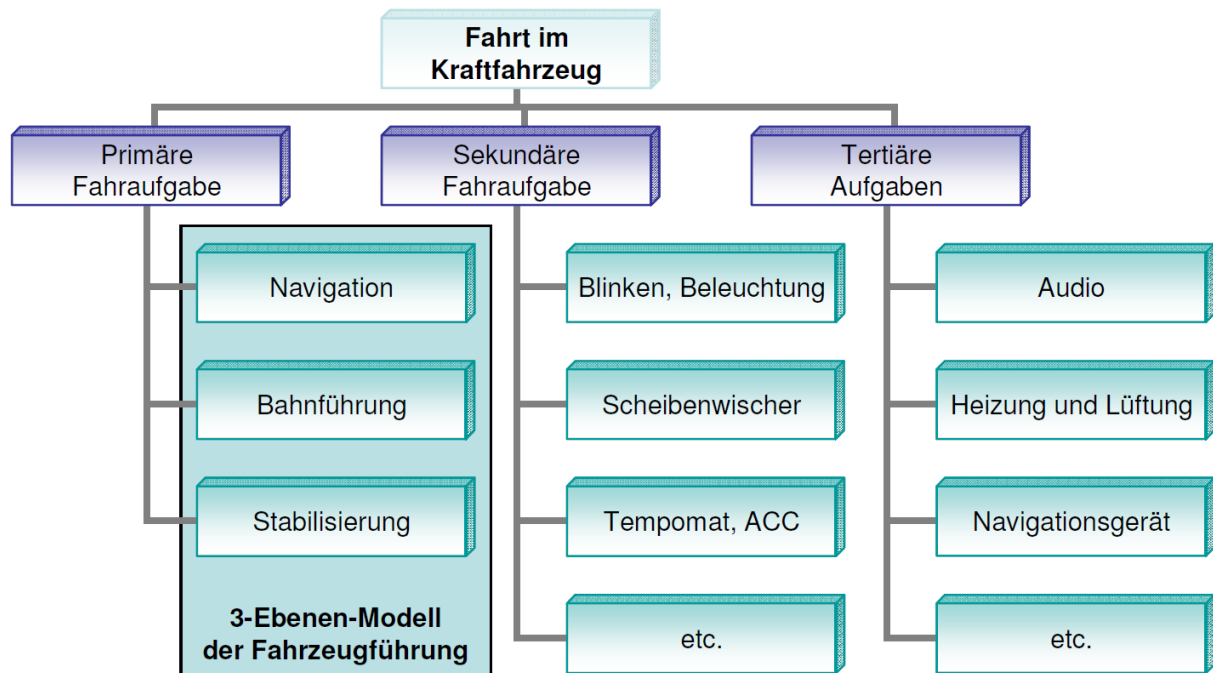 Fahrt im
Kraftfahrzeug
Primäre
Fahraufgabe
Sekundäre
Fahraufgabe
Tertiäre
Aufgaben
Navigation
Bahnführung
Stabilisierung
3-Ebenen-Modell
der Fahrzeugführung
Blinken, Beleuchtung
Scheibenwischer
Tempomat, ACC
etc.
Audio
Heizung und Lüftung
Navigationsgerät
etc.